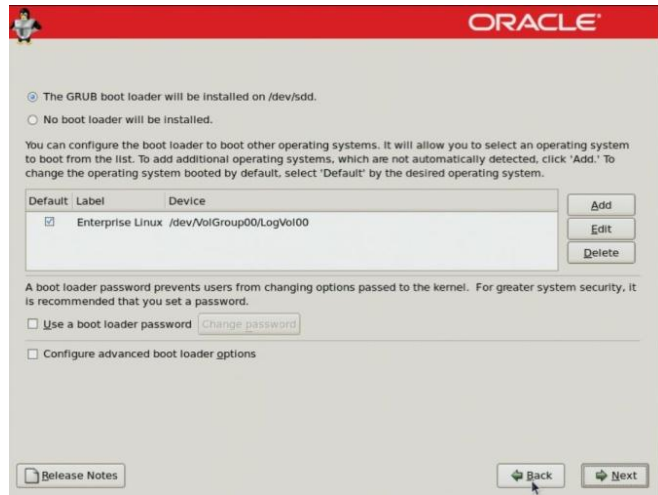 ORACLE
The GRUB boot loader will be installed on /dev/sdd.
No boot loader will be installed.
You can configure the boot loader to boot other operating systems. It will allow you to select an operating system
to boot from the list. To add additional operating systems, which are not automatically detected, click 'Add.' To
change the operating system booted by default, select 'Default' by the desired operating system.
Default Label Device
Enterprise Linux /dev/VolGroup00/LogVol00
Add
Edit
Delete
A boot loader password prevents users from changing options passed to the kernel. For greater system security, it
is recommended that you set a password.
Use a boot loader password Change password
Configure advanced boot loader options
Release Notes Back Next